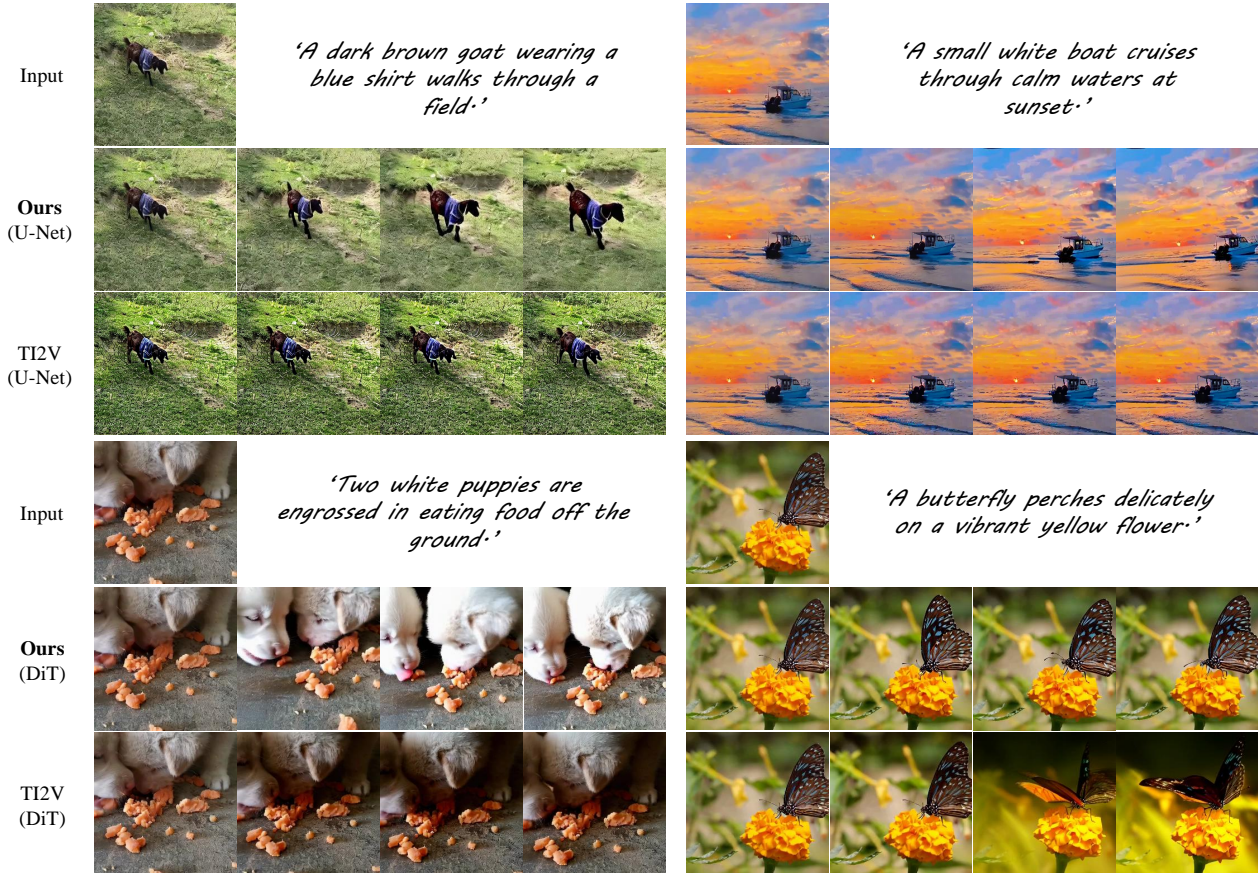 Input
‘A dark brown goat wearing a
blue shirt walks through a
field.’
‘A small white boat cruises
through calm waters at
sunset.’
Ours
(U-Net)
TI2V
(U-Net)
Input
‘Two white puppies are
engrossed in eating food off the
ground.’
‘A butterfly perches delicately
on a vibrant yellow flower.’
Ours
(DiT)
TI2V
(DiT)